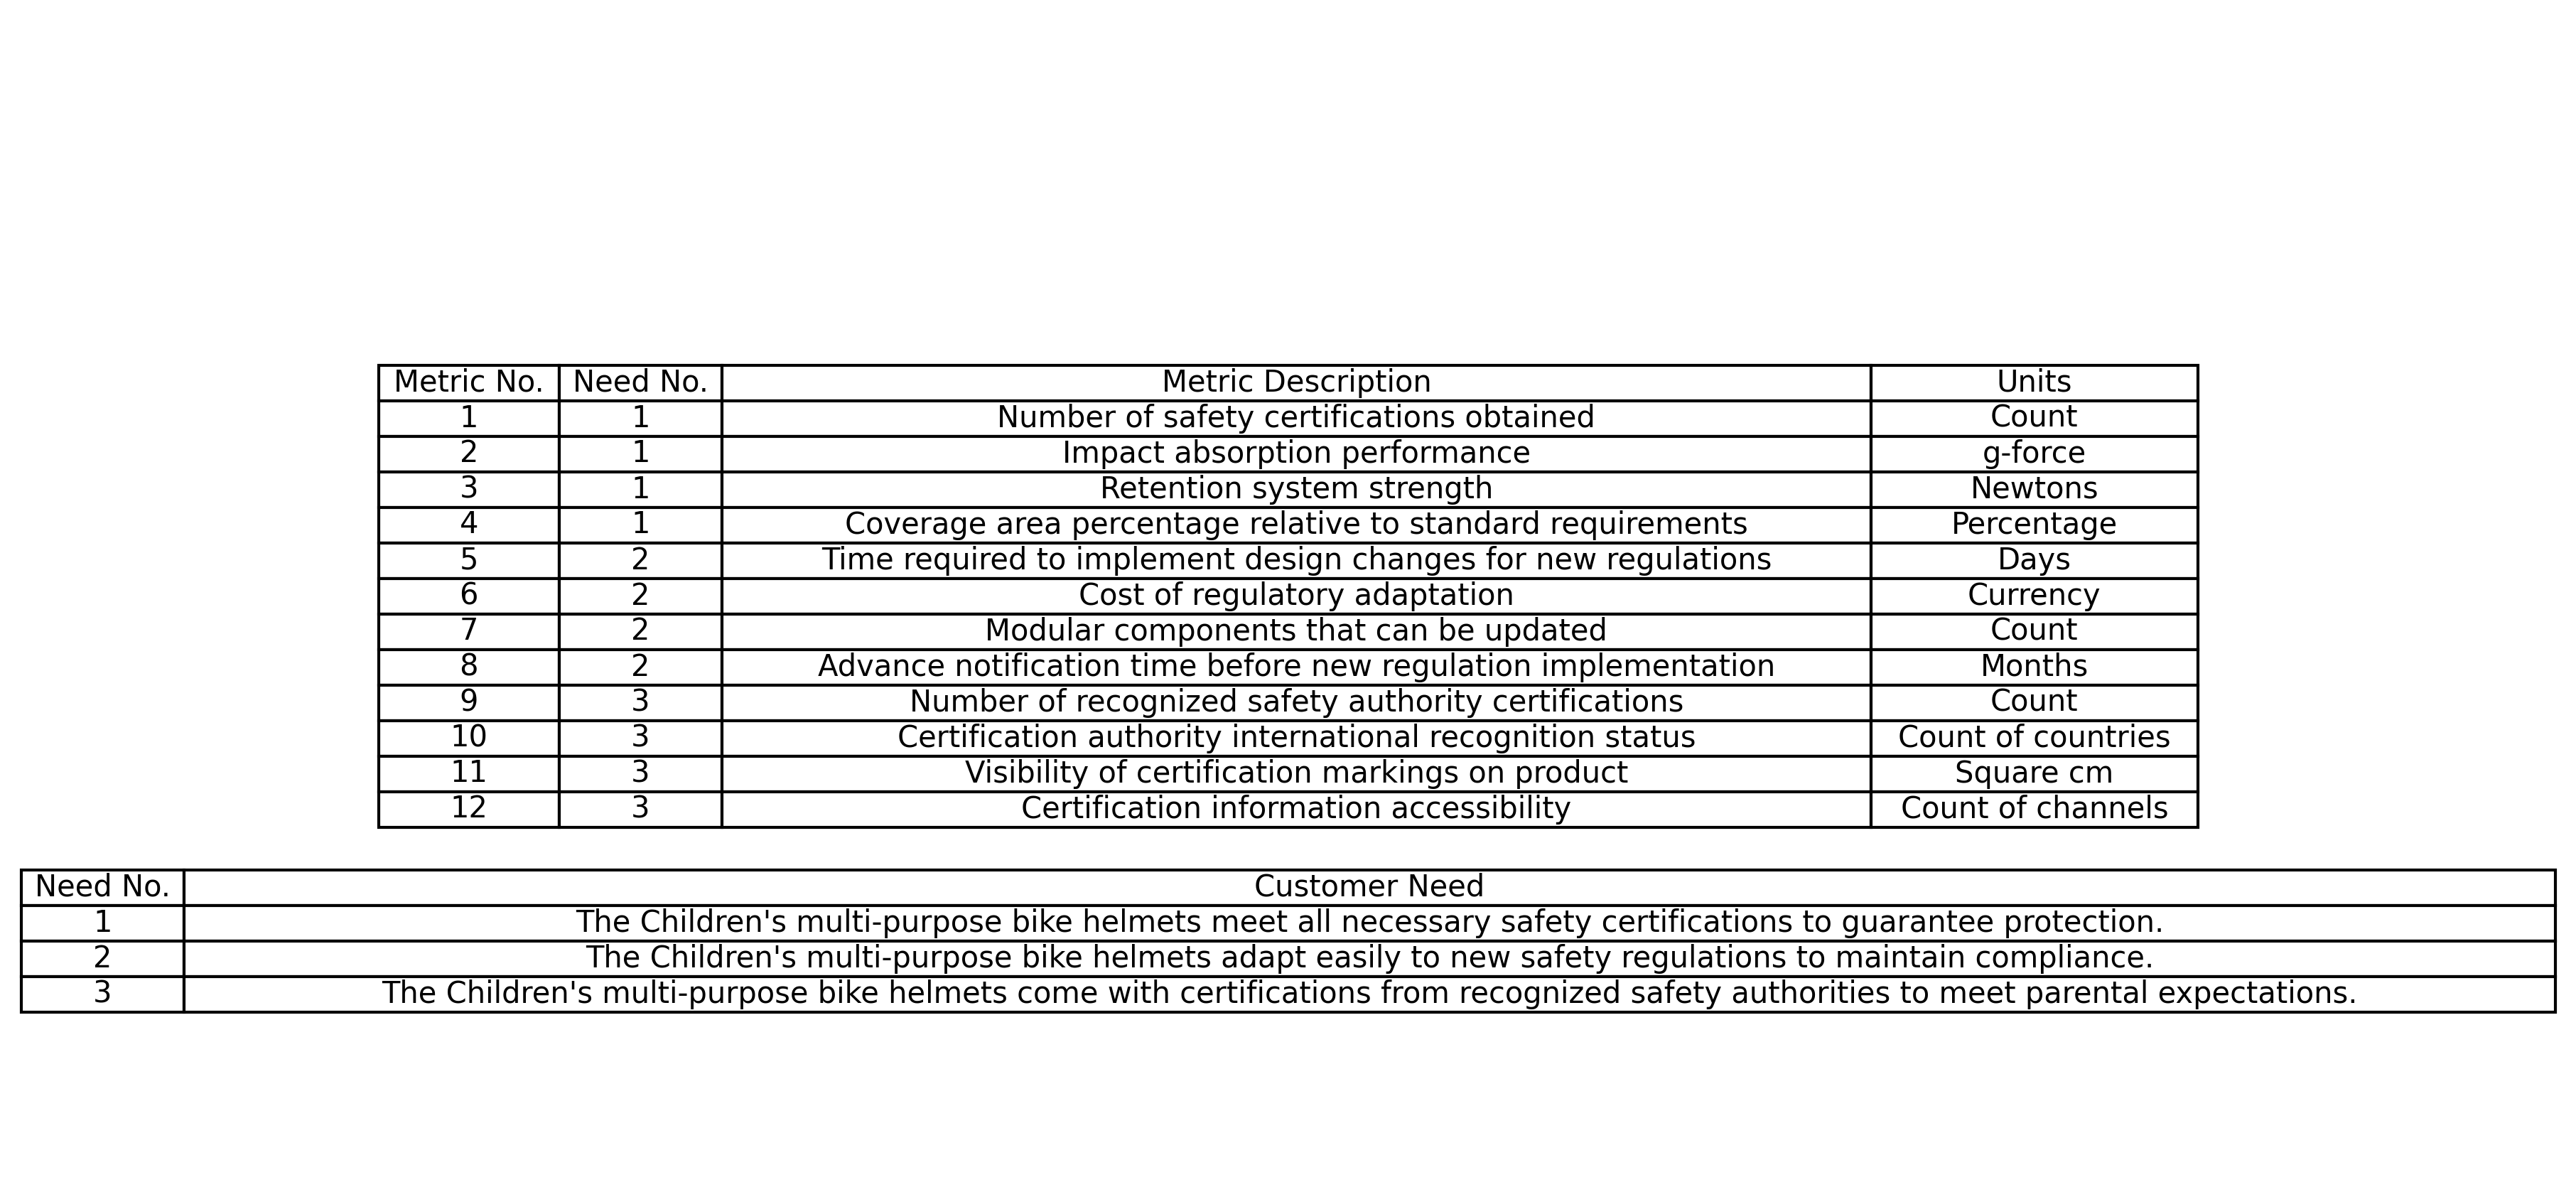 Metric No. Need No. Metric Description Units
1 1 Number of safety certifications obtained Count
2 1 Impact absorption performance g-force
3 1 Retention system strength Newtons
4 1 Coverage area percentage relative to standard requirements Percentage
5 2 Time required to implement design changes for new regulations Days
6 2 Cost of regulatory adaptation Currency
7 2 Modular components that can be updated Count
8 2 Advance notification time before new regulation implementation Months
9 3 Number of recognized safety authority certifications Count
10 3 Certification authority international recognition status Count of countries
11 3 Visibility of certification markings on product Square cm
12 3 Certification information accessibility Count of channels
Need No. Customer Need
1 The Children's multi-purpose bike helmets meet all necessary safety certifications to guarantee protection.
2 The Children's multi-purpose bike helmets adapt easily to new safety regulations to maintain compliance.
3 The Children's multi-purpose bike helmets come with certifications from recognized safety authorities to meet parental expectations.